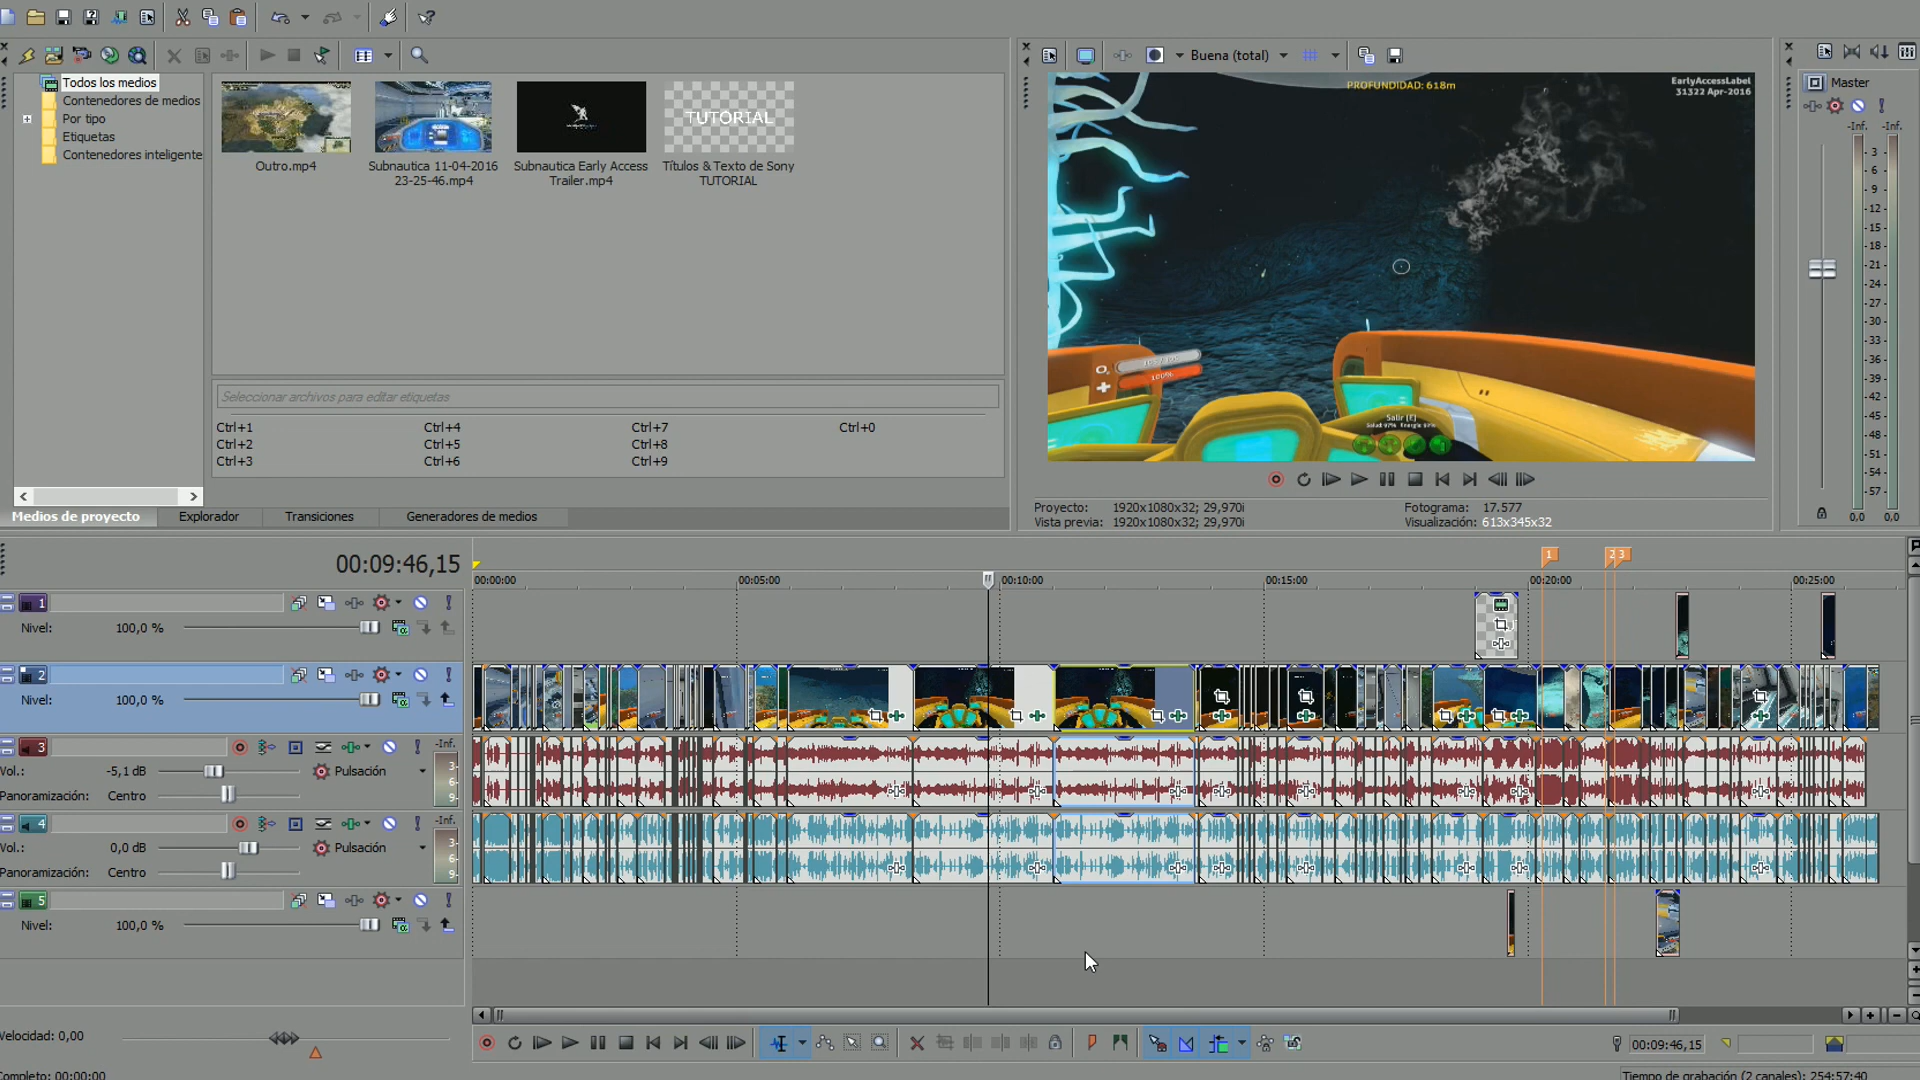 Buena (total)
Todos los medios
Contenedores de medios
Por tipo
Etiquetas
Contenedores inteligente
TUTORIAL
Outro.mp4
Subnautica 11-04-2016
23-25-46.mp4
Subnautica Early Access
Trailer.mp4
Títulos & Texto de Sony
TUTORIAL
Seleccionar archivos para editar etiquetas
Ctrl+1 Ctrl+4 Ctrl+7 Ctrl+0
Ctrl+2 Ctrl+5 Ctrl+8
Ctrl+3 Ctrl+6 Ctrl+9
Medios de proyecto Explorador Transiciones Generadores de medios
PROFUNDIDAD: 618m
EarlyAccessLabel
31322 Apr-2016
100%
Salir (E)
Proyecto: 1920x1080x32; 29,970i Fotograma: 17.577
Vista previa: 1920x1080x32; 29,970i Visualización: 613x345x32
Master
-Inf. -Inf.
3
6
9
-12
-15
-18
-21
-24
-27
-30
-33
-36
-39
-42
-45
-48
-51
-54
-57
0,0 0,0
00:09:46,15
1 2 3
00:00:00 00:05:00 00:10:00 00:15:00 00:20:00 00:25:00
1
Nivel: 100,0 %
2
Nivel: 100,0 %
3 -Inf.
Vol.: -5,1 dB Pulsación 3
6
Panoramización: Centro 9
4 -Inf.
Vol.: 0,0 dB Pulsación 3
6
Panoramización: Centro 9
5
Nivel: 100,0 %
Velocidad: 0,00
00:09:46,15
Completo: 00:00:00
Tiempo de grabación (2 canales): 254:57:40